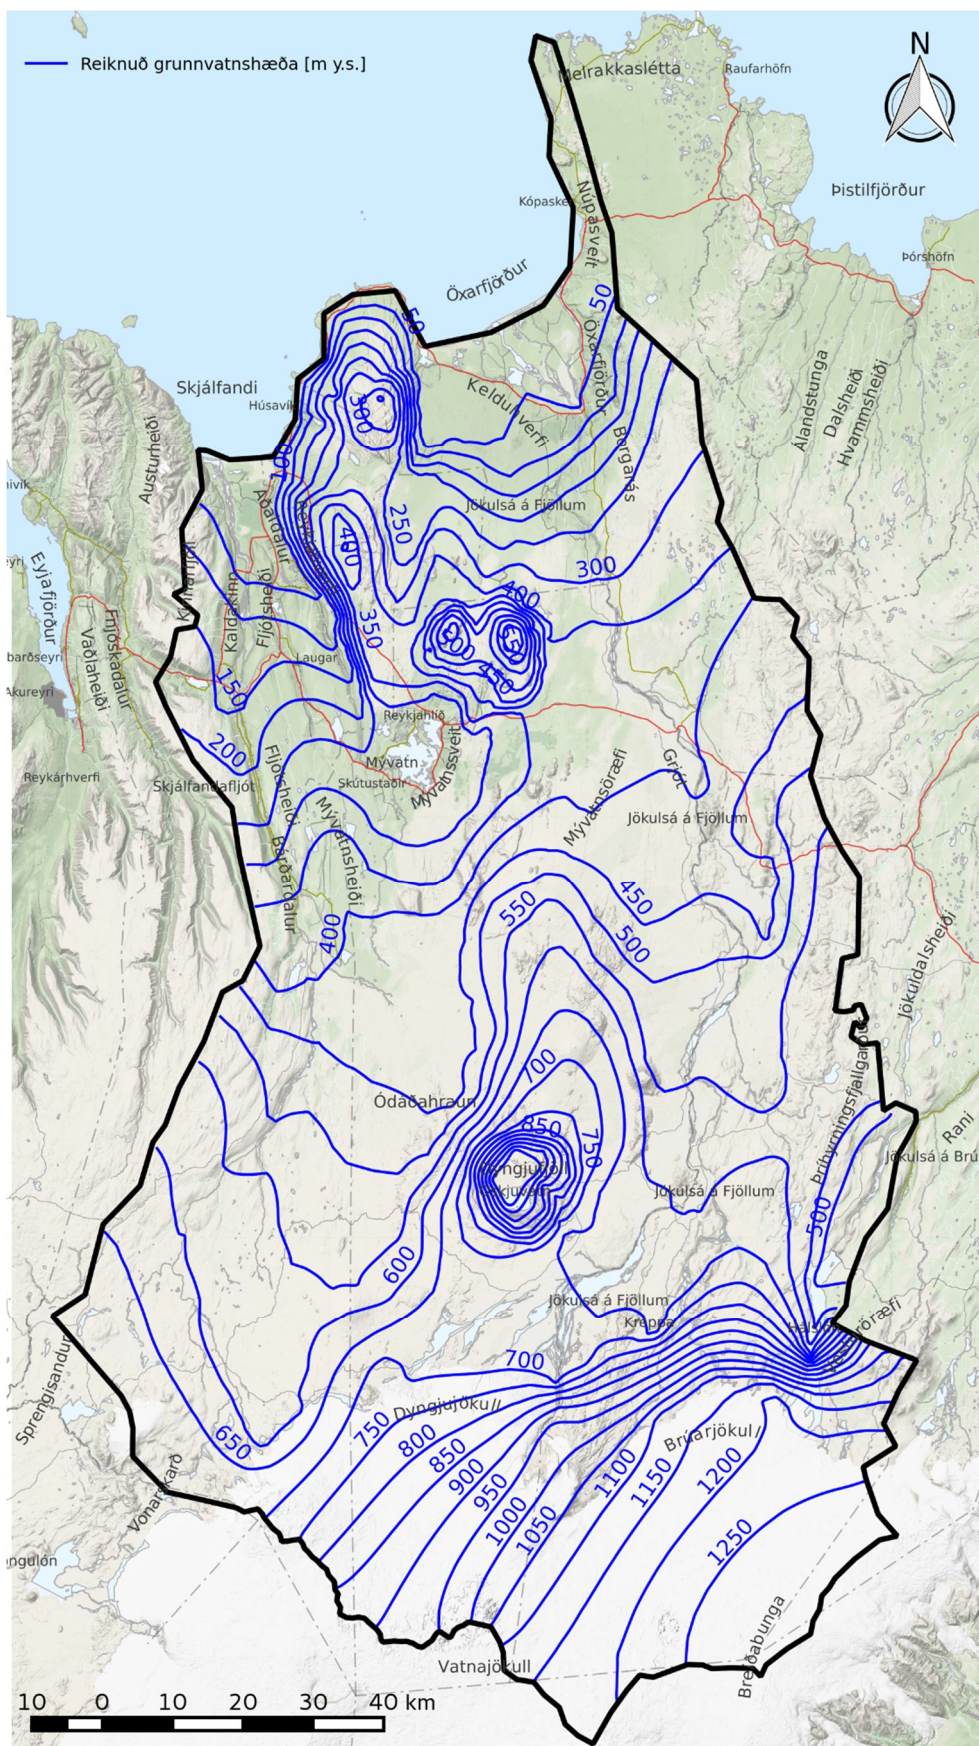 N
Reiknuð grunnvatnshæða [m y.s.]
Melrakkaslétta
Raufarhöfn
Þistilfjörður
Kópasker
Núpasveit
Þórshöfn
Öxarfjörður
50
50
Öxarfjörður
Skjálfandi
Húsavík
300
Kelduhverfi
Álandstunga
Dalsheiði
Hvammsheiði
Austurheiði
100
Borgarás
Aðaldalur
250
Jökulsá á Fjöllum
400
Eyjafjörður
Kaldakinn
Fljótsheiði
300
400
350
Fnjóskadalur
Vaðlaheiði
500
550
450
Laugar
Akureyri
150
Reykjahlíð
200
Mývatn
Mývatnssveit
Reykárhverfi
Skjálfandafljót
Skútustaðir
Fljótsheiði
Mývatnsöræfi
Grjót
Jökulsá á Fjöllum
Mývatnsheiði
Bárðardalur
450
550
500
400
Jökuldalsheiði
700
Ódáðahraun
850
750
Dyngjufjöll
Þríhyrningsfjallgarður
Rani
Jökulsá á Brú
Jökulsá á Fjöllum
500
600
Jökulsá á Fjöllum
Kreppa
700
Sprengisandur
Dyngjujökull
Brúarjökull
650
750
800
850
900
950
1000
1050
1100
1150
1200
1250
Vonarskarð
Vatnajökull
Breiðabunga
10 0 10 20 30 40 km